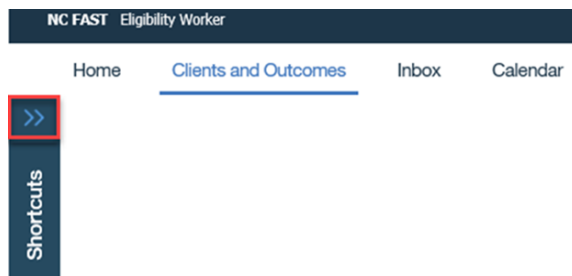 NC FAST Eligibility Worker
Home Clients and Outcomes Inbox Calendar
>>
Shortcuts